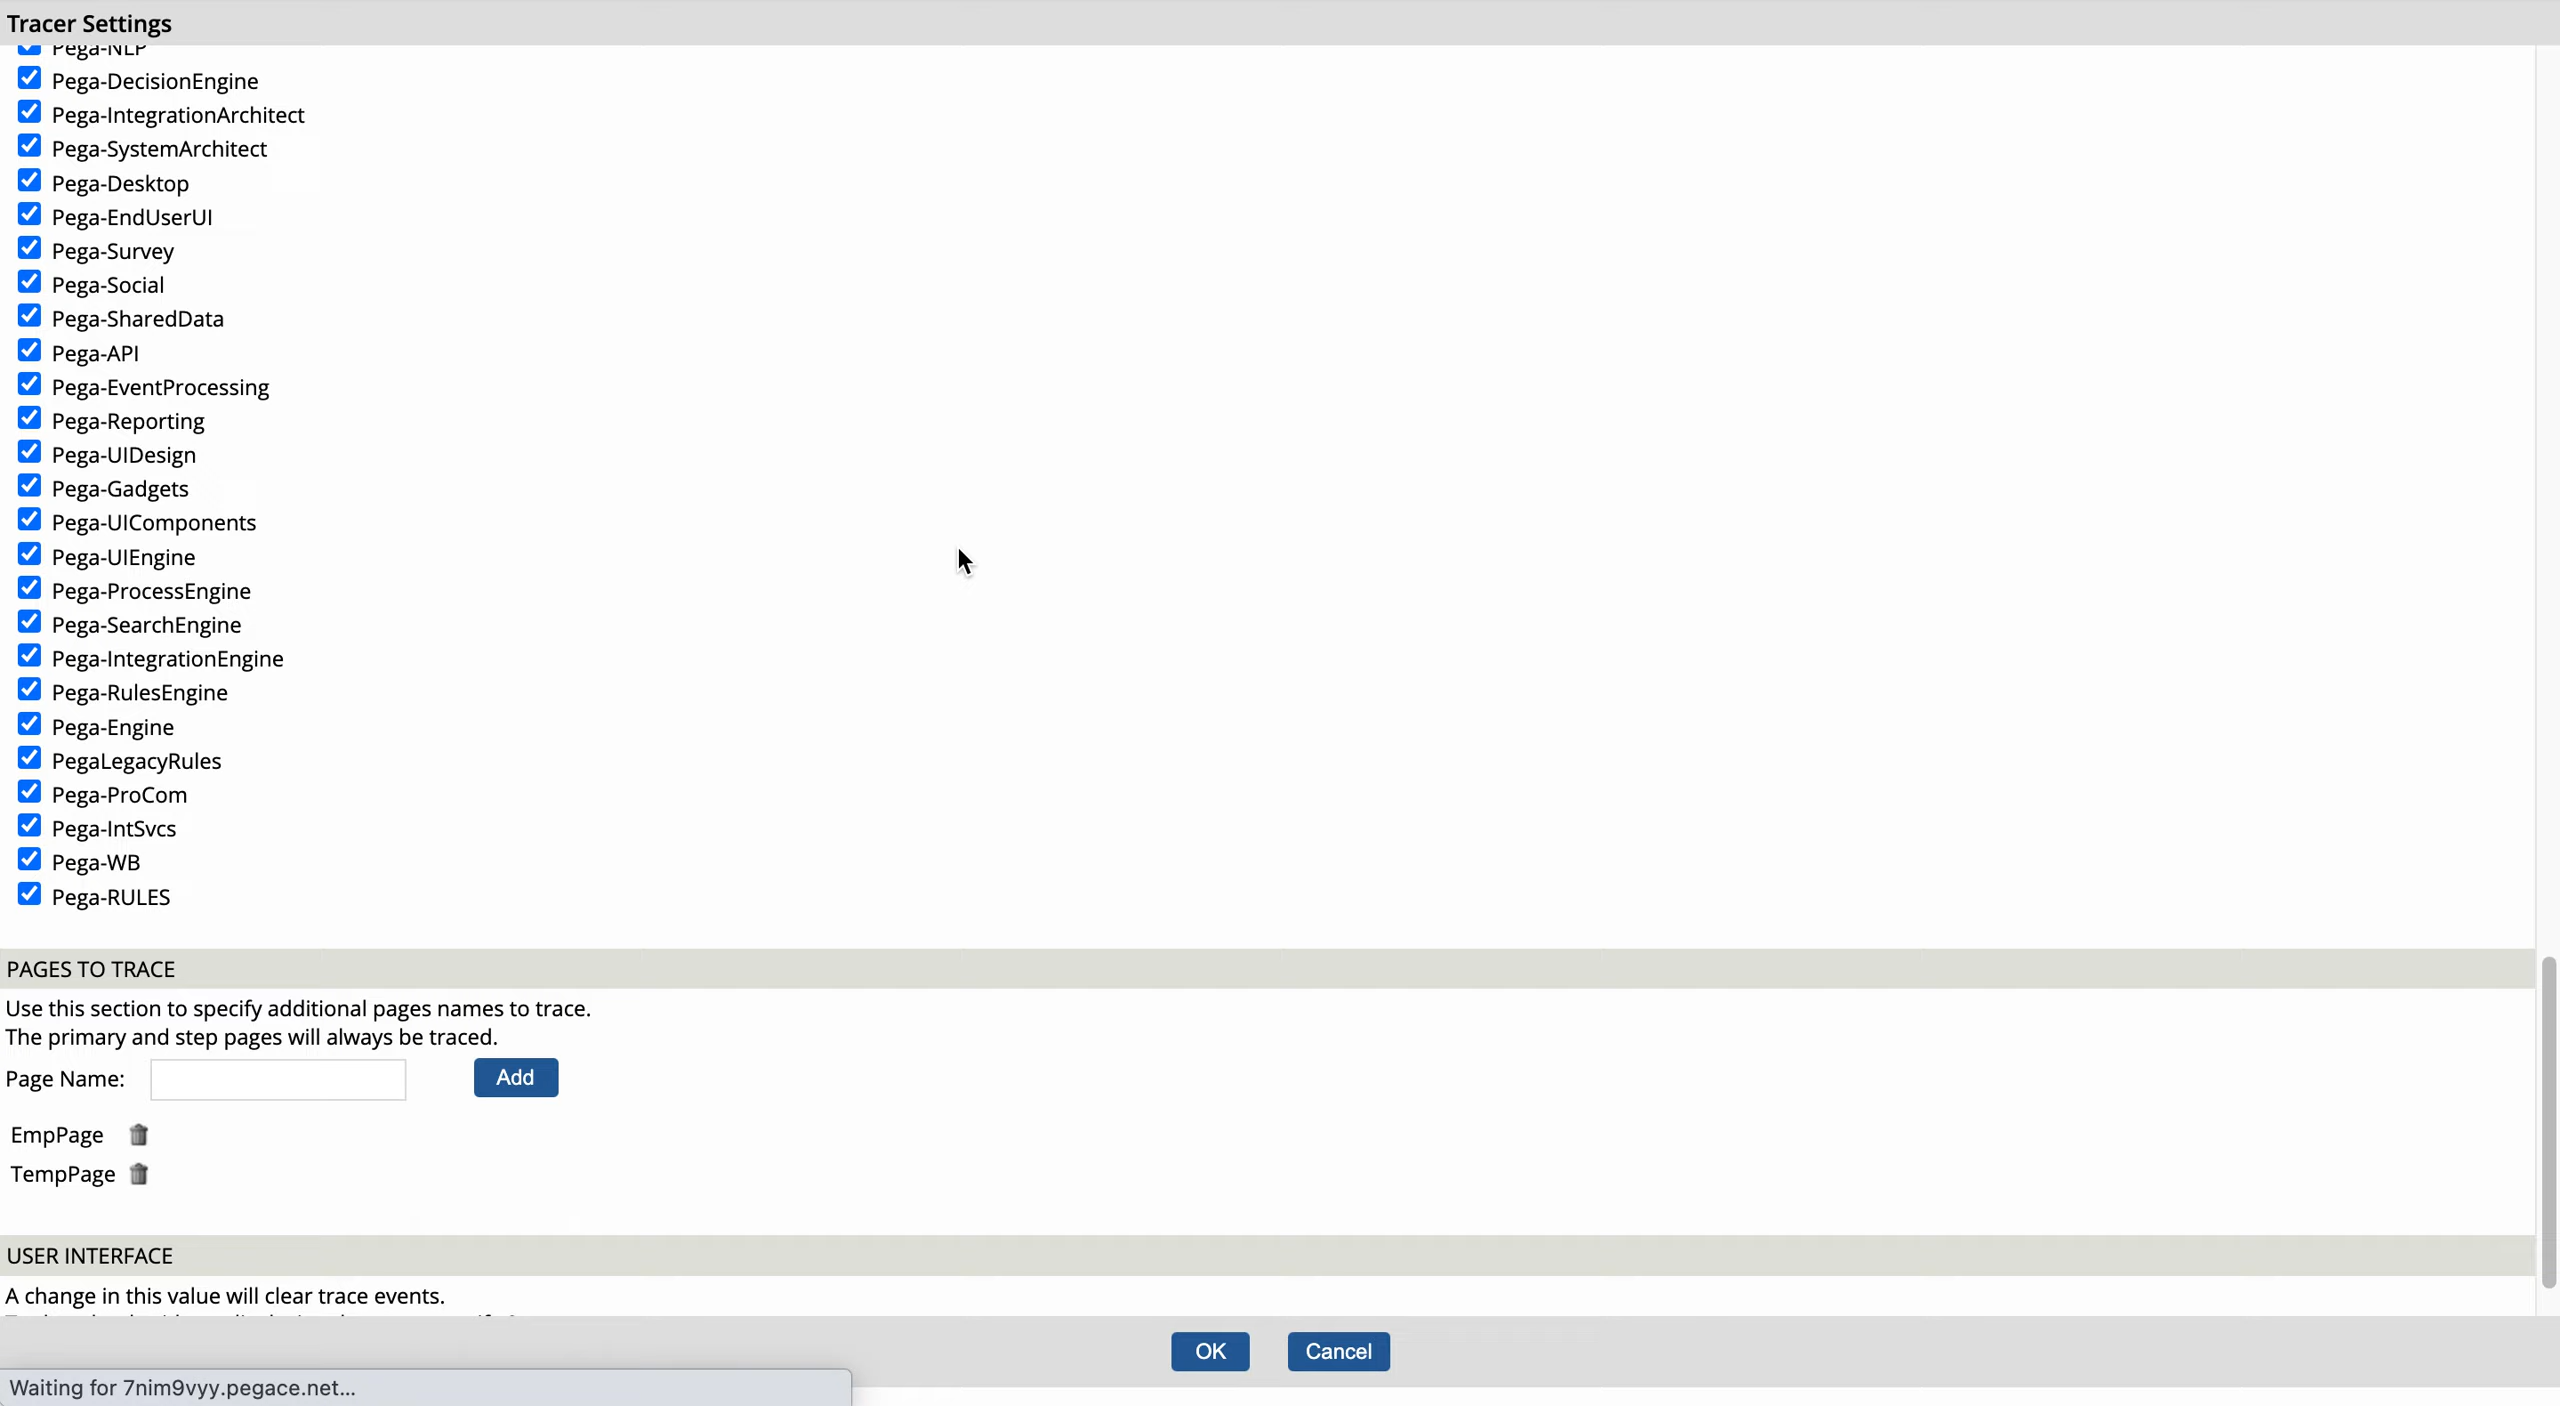 Tracer Settings
Pega-NLP
Pega-DecisionEngine
Pega-IntegrationArchitect
Pega-SystemArchitect
Pega-Desktop
Pega-EndUserUI
Pega-Survey
Pega-Social
Pega-SharedData
Pega-API
Pega-EventProcessing
Pega-Reporting
Pega-UIDesign
Pega-Gadgets
Pega-UIComponents
Pega-UIEngine
Pega-ProcessEngine
Pega-SearchEngine
Pega-IntegrationEngine
Pega-RulesEngine
Pega-Engine
PegaLegacyRules
Pega-ProCom
Pega-IntSvcs
Pega-WB
Pega-RULES
PAGES TO TRACE
Use this section to specify additional pages names to trace.
The primary and step pages will always be traced.
Page Name: Add
EmpPage
TempPage
USER INTERFACE
A change in this value will clear trace events.
OK Cancel
Waiting for 7nim9vyy.pegace.net...